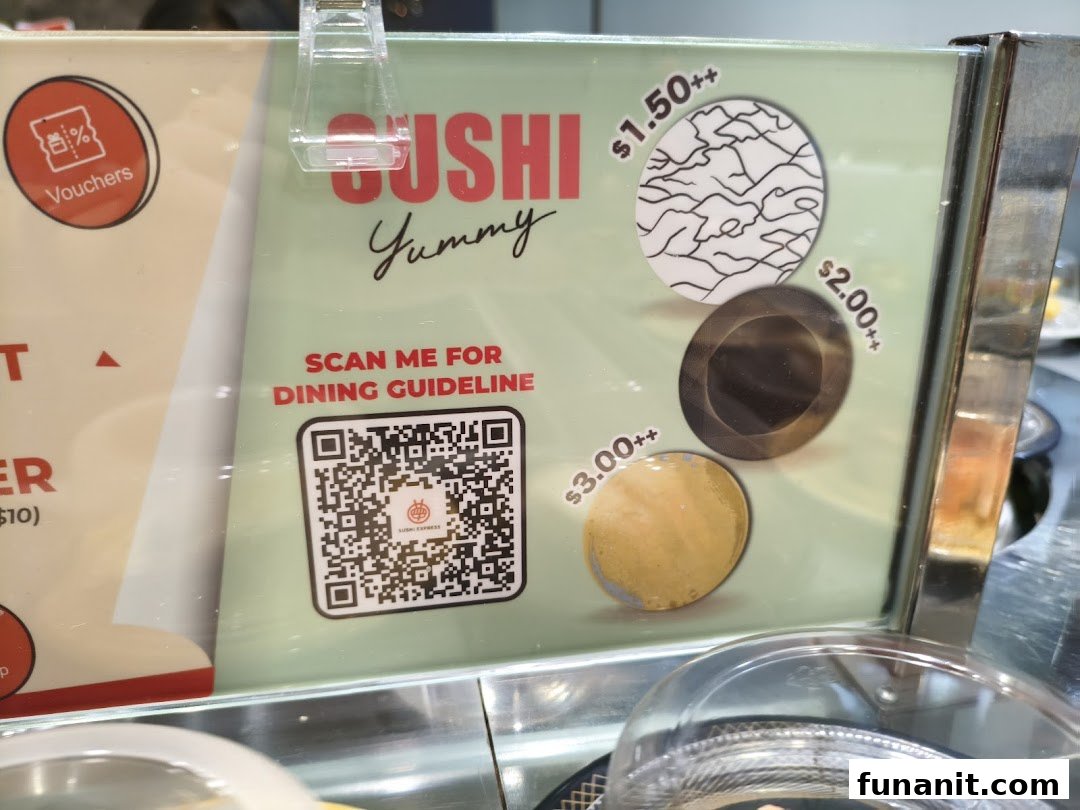 Vouchers
T
ER
$10)
p
SUSHI
Yummy
$1.50++
$2.00++
$3.00++
SCAN ME FOR
DINING GUIDELINE
SUSHI EXPRESS
funanit.com